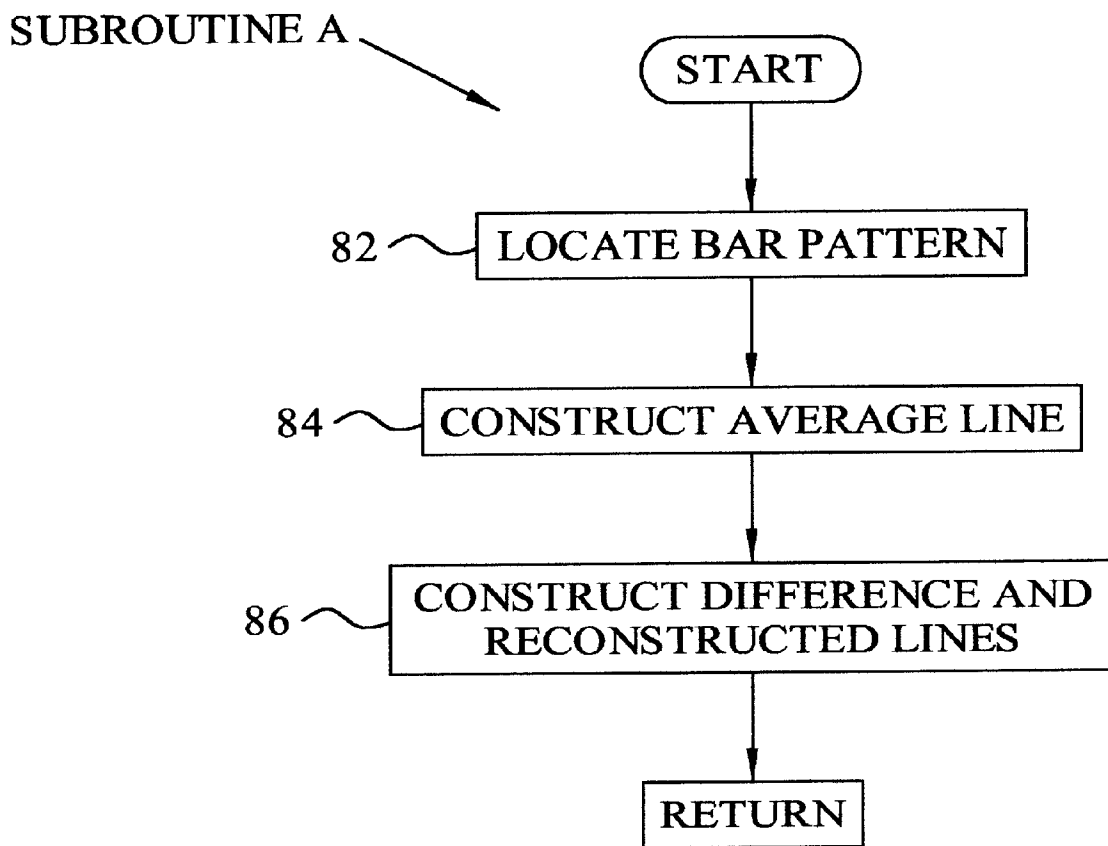 SUBROUTINE A
START
82
LOCATE BAR PATTERN
84
CONSTRUCT AVERAGE LINE
86
CONSTRUCT DIFFERENCE AND
RECONSTRUCTED LINES
RETURN